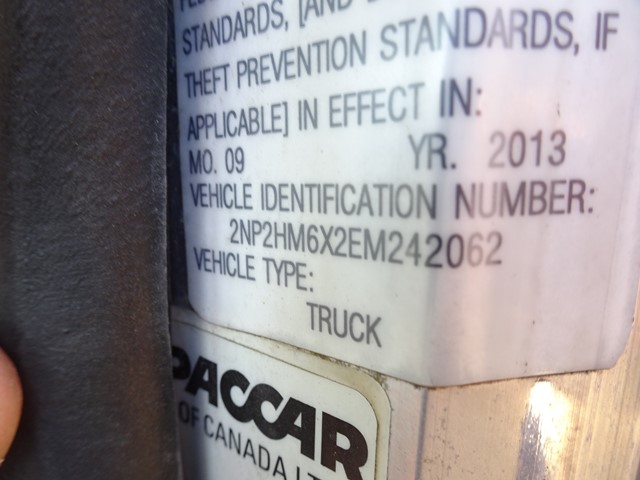 STANDARDS, [AND
STANDARDS, IF
THEFT PREVENTION
APPLICABLE] IN EFFECT IN:
MO. 09 YR. 2013
VEHICLE IDENTIFICATION NUMBER:
2NP2HM6X2EM242062
VEHICLE TYPE:
TRUCK
PACCAR
OF CANADA